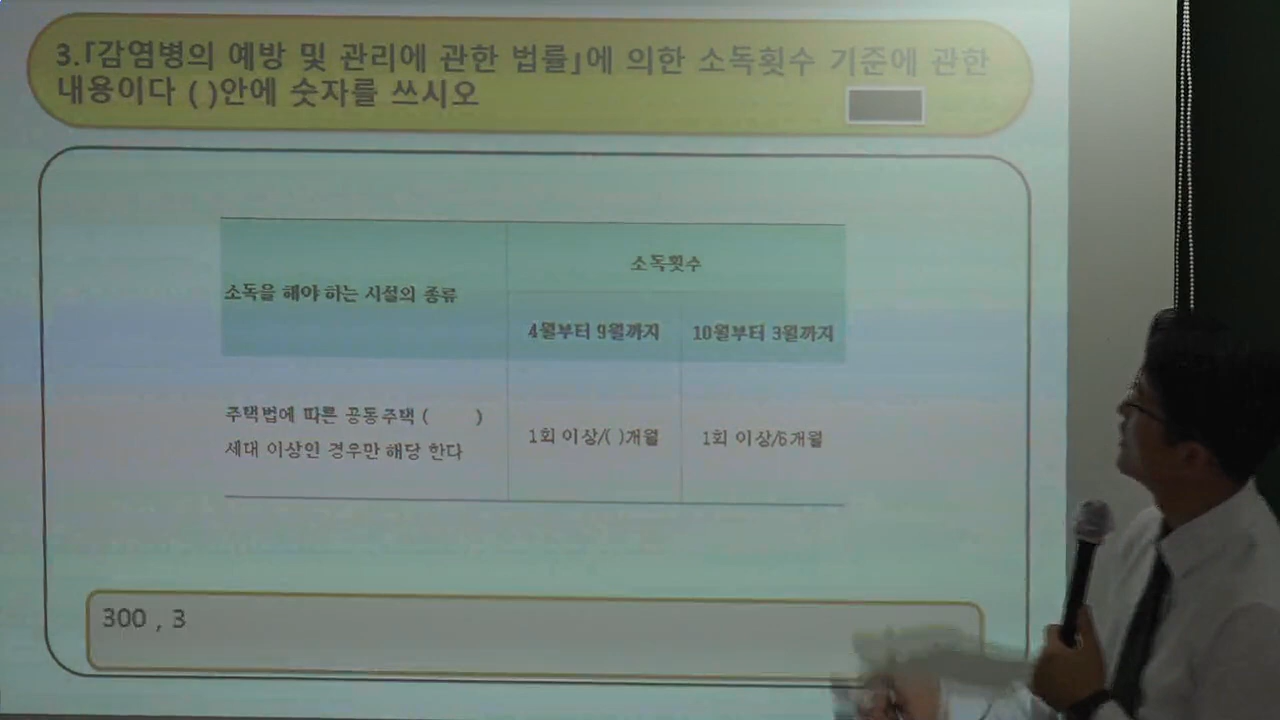 3.「감염병의 예방 및 관리에 관한 법률」에 의한 소독횟수 기준에 관한
내용이다 ( )안에 숫자를 쓰시오
소독을 해야 하는 시설의 종류
소독횟수
4월부터 9월까지
10월부터 3월까지
주택법에 따른 공동주택 ( )
세대 이상인 경우만 해당 한다
1회 이상/( )개월
1회 이상/6개월
300 , 3